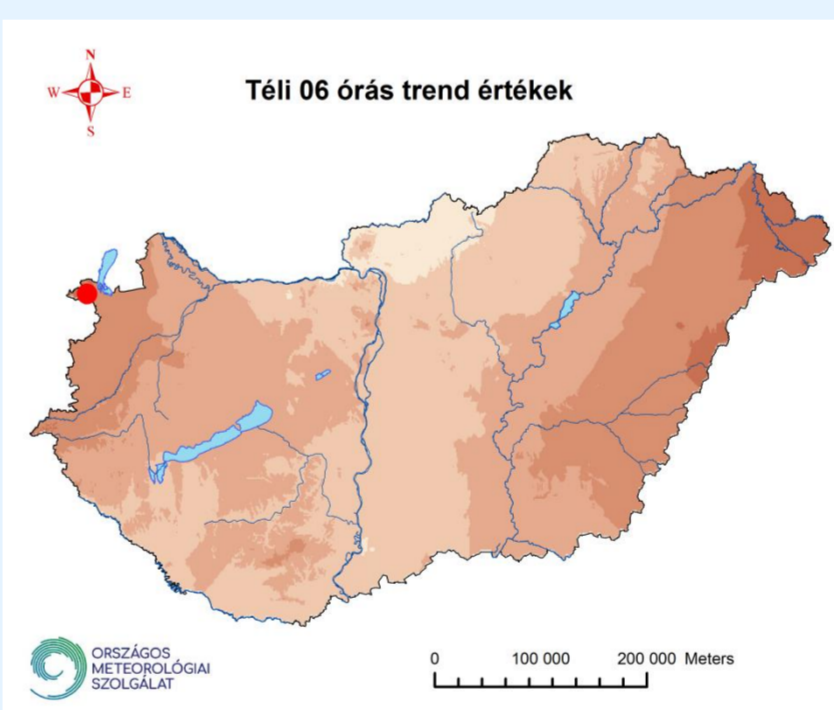 N
W E
S
Téli 06 órás trend értékek
ORSZÁGOS
METEOROLÓGIAI
SZOLGÁLAT
0 100 000 200 000 Meters